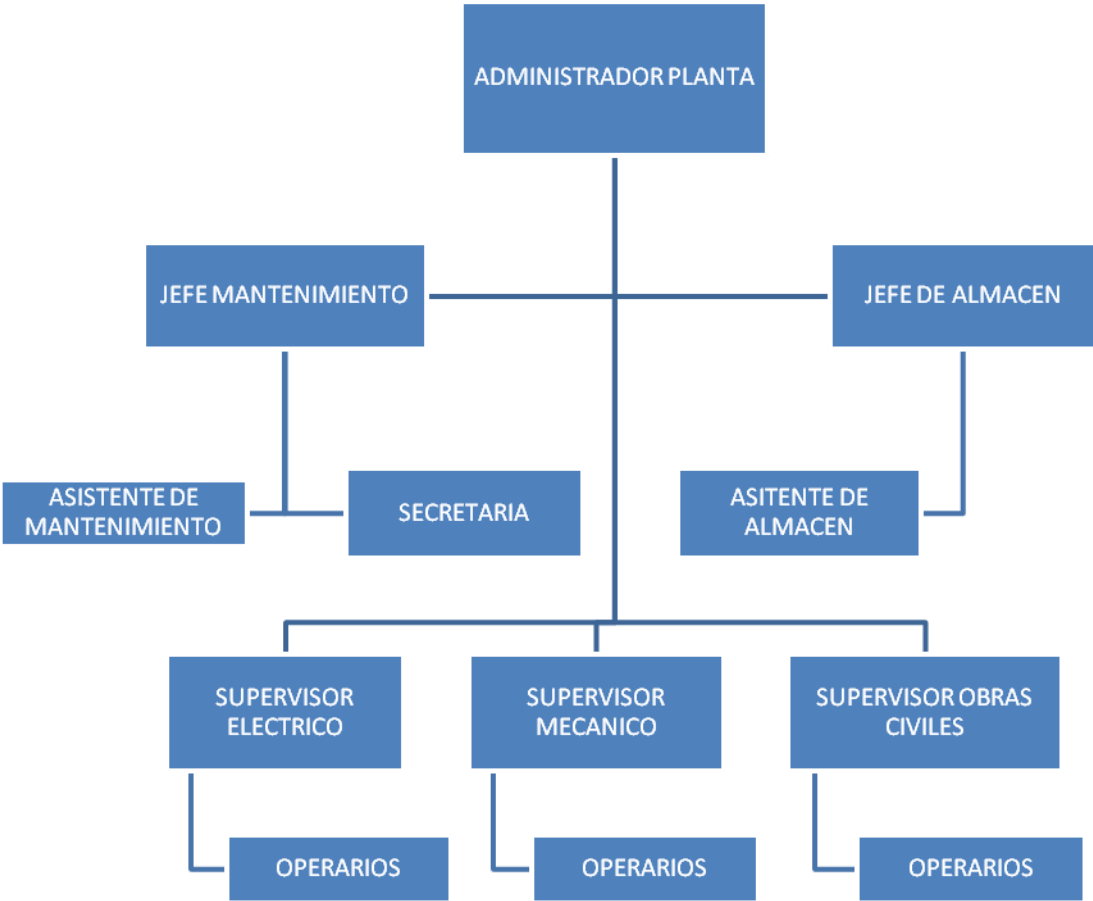 ADMINISTRADOR PLANTA
JEFE MANTENIMIENTO
JEFE DE ALMACEN
ASISTENTE DE
MANTENIMIENTO
SECRETARIA
ASITENTE DE
ALMACEN
SUPERVISOR
ELECTRICO
SUPERVISOR
MECANICO
SUPERVISOR OBRAS
CIVILES
OPERARIOS
OPERARIOS
OPERARIOS